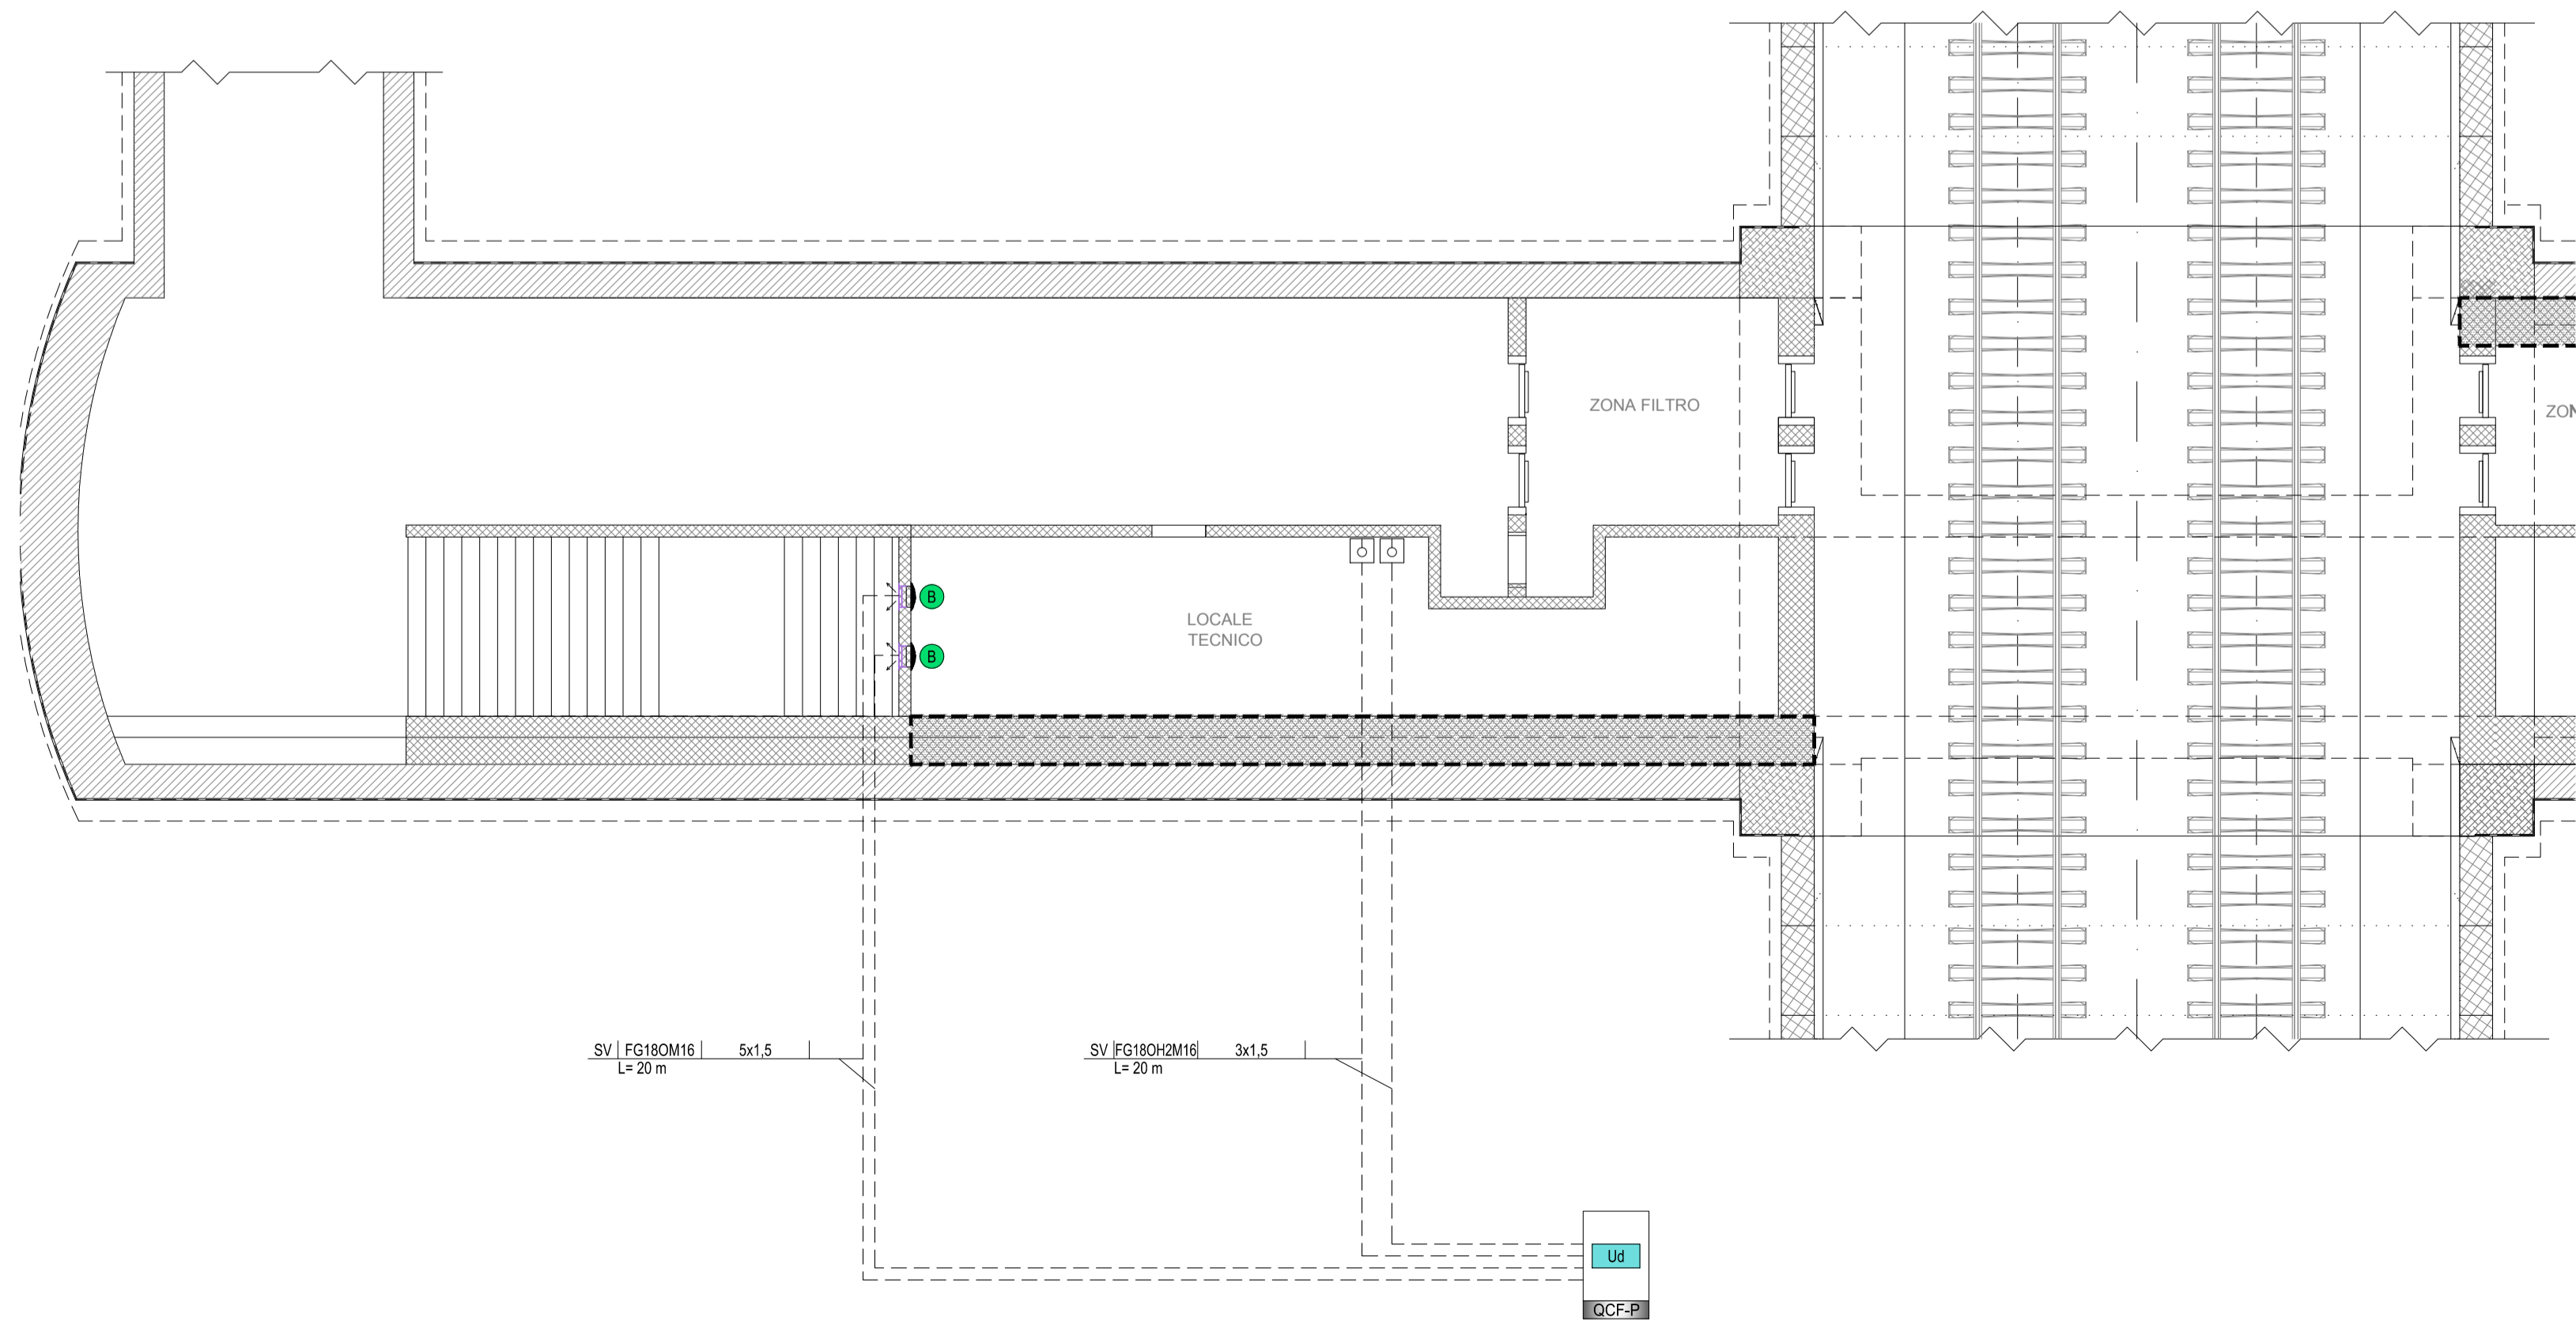 ZONA FILTRO
ZON
B
LOCALE
TECNICO
B
SV FG18OM16 5x1,5
L= 20 m
SV FG18OH2M16 3x1,5
L= 20 m
Ud
QCF-P